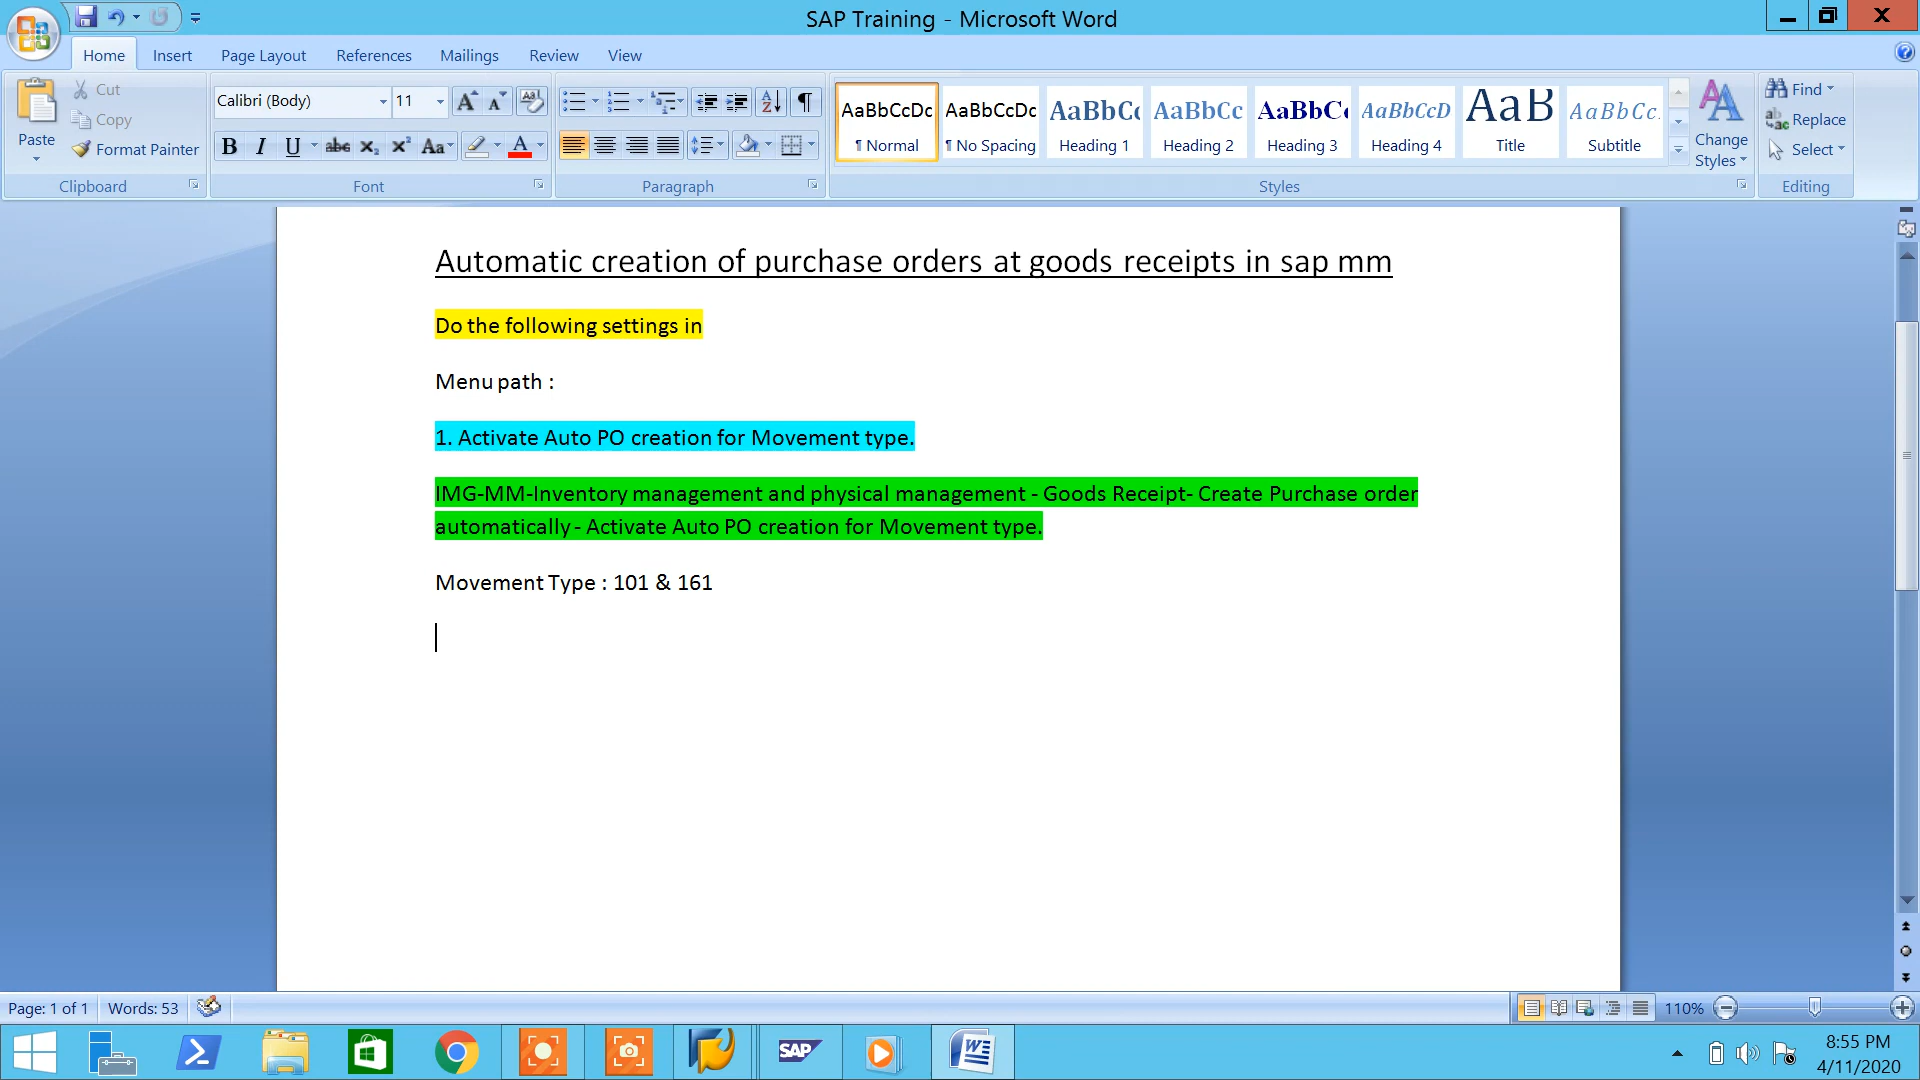 SAP Training - Microsoft Word
Home Insert Page Layout References Mailings Review View
Paste
Cut
Copy
Format Painter
Clipboard
Calibri (Body) 11
Font
Paragraph
AaBbCcDc AaBbCcDc AaBbCc AaBbCc AaBbCc AaBbCcD AaB AaBbCc.
¶ Normal ¶ No Spacing Heading 1 Heading 2 Heading 3 Heading 4 Title Subtitle
Styles
Change
Styles
Find
Replace
Select
Editing
Automatic creation of purchase orders at goods receipts in sap mm
Do the following settings in
Menu path :
1. Activate Auto PO creation for Movement type.
IMG-MM-Inventory management and physical management - Goods Receipt- Create Purchase order
automatically - Activate Auto PO creation for Movement type.
Movement Type : 101 & 161
Page: 1 of 1 Words: 53 110%
SAP
8:55 PM
4/11/2020